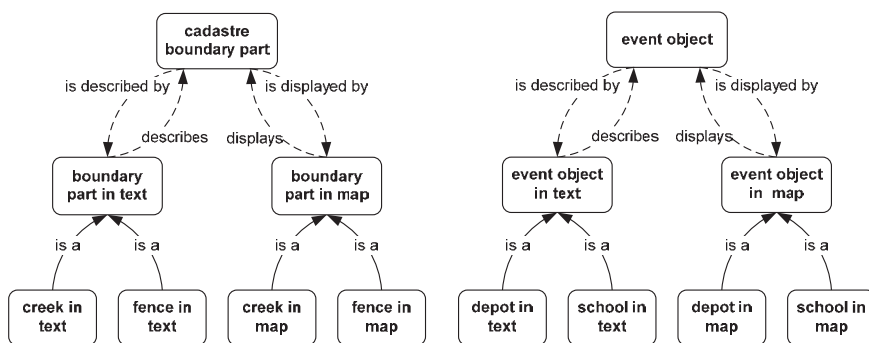 cadastre
boundary part
event object
is described by
is displayed by
is described by
is displayed by
describes
displays
describes
displays
boundary
part in text
boundary
part in map
event object
in text
event object
in map
is a
is a
is a
is a
is a
is a
is a
is a
creek in
text
fence in
text
creek in
map
fence in
map
depot in
text
school in
text
depot in
map
school in
map